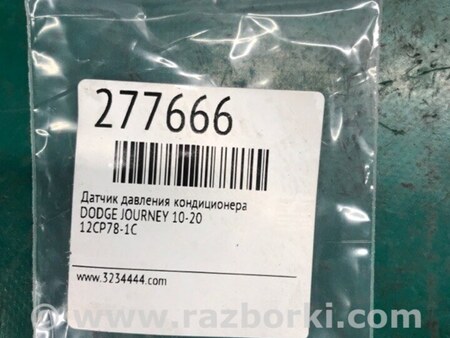 277666
Датчик давления кондиционера
DODGE JOURNEY 10-20
12CP78-1C
www.3234444.com
© www.razborki.com